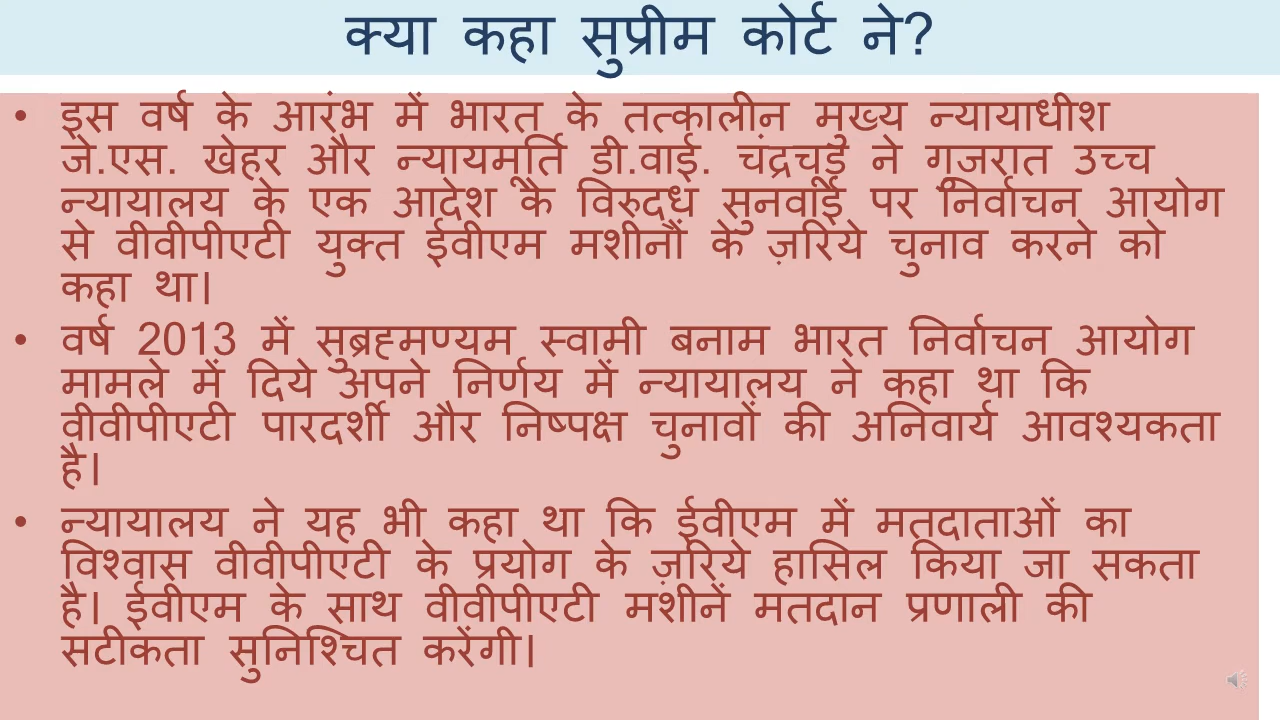 क्या कहा सुप्रीम कोर्ट ने?
• इस वर्ष के आरंभ में भारत के तत्कालीन मुख्य न्यायाधीश
जे.एस. खेहर और न्यायमूर्ति डी.वाई. चंद्रचूड़ ने गुजरात उच्च
न्यायालय के एक आदेश के विरुद्ध सुनवाई पर निर्वाचन आयोग
से वीवीपीएटी युक्त ईवीएम मशीनों के ज़रिये चुनाव करने को
कहा था।
• वर्ष 2013 में सुब्रह्मण्यम स्वामी बनाम भारत निर्वाचन आयोग
मामले में दिये अपने निर्णय में न्यायालय ने कहा था कि
वीवीपीएटी पारदर्शी और निष्पक्ष चुनावों की अनिवार्य आवश्यकता
है।
• न्यायालय ने यह भी कहा था कि ईवीएम में मतदाताओं का
विश्वास वीवीपीएटी के प्रयोग के ज़रिये हासिल किया जा सकता
है। ईवीएम के साथ वीवीपीएटी मशीनें मतदान प्रणाली की
सटीकता सुनिश्चित करेंगी।